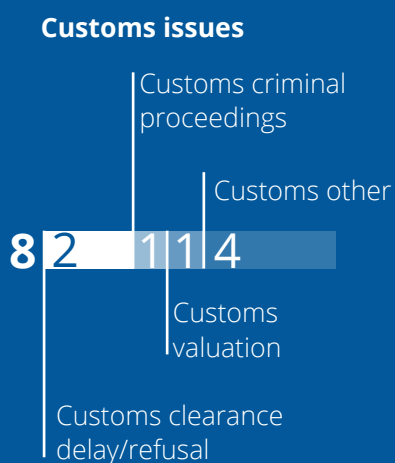 Customs issues
Customs criminal
proceedings
Customs other
8 2 1 1 4
Customs
valuation
Customs clearance
delay/refusal